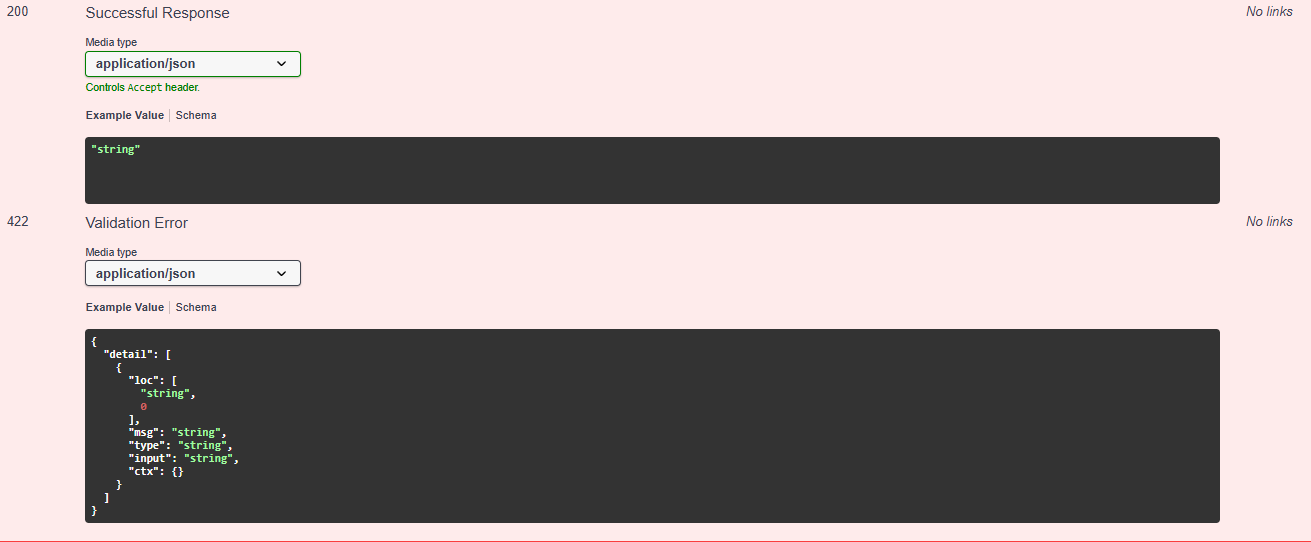 200 Successful Response No links
Media type
application/json
Controls Accept header.
Example Value Schema
"string"
422 Validation Error No links
Media type
application/json
Example Value Schema
{
  "detail": [
    {
      "loc": [
        "string",
        0
      ],
      "msg": "string",
      "type": "string",
      "input": "string",
      "ctx": {}
    }
  ]
}